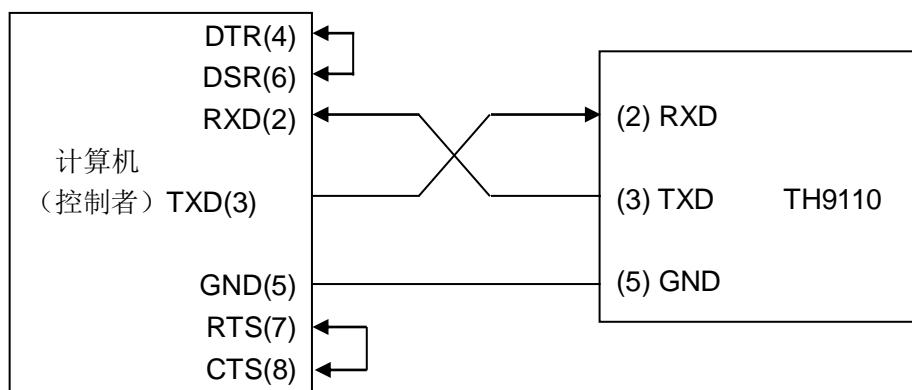 DTR(4)
DSR(6)
RXD(2)
计算机
（控制者）TXD(3)
GND(5)
RTS(7)
CTS(8)
(2) RXD
(3) TXD TH9110
(5) GND